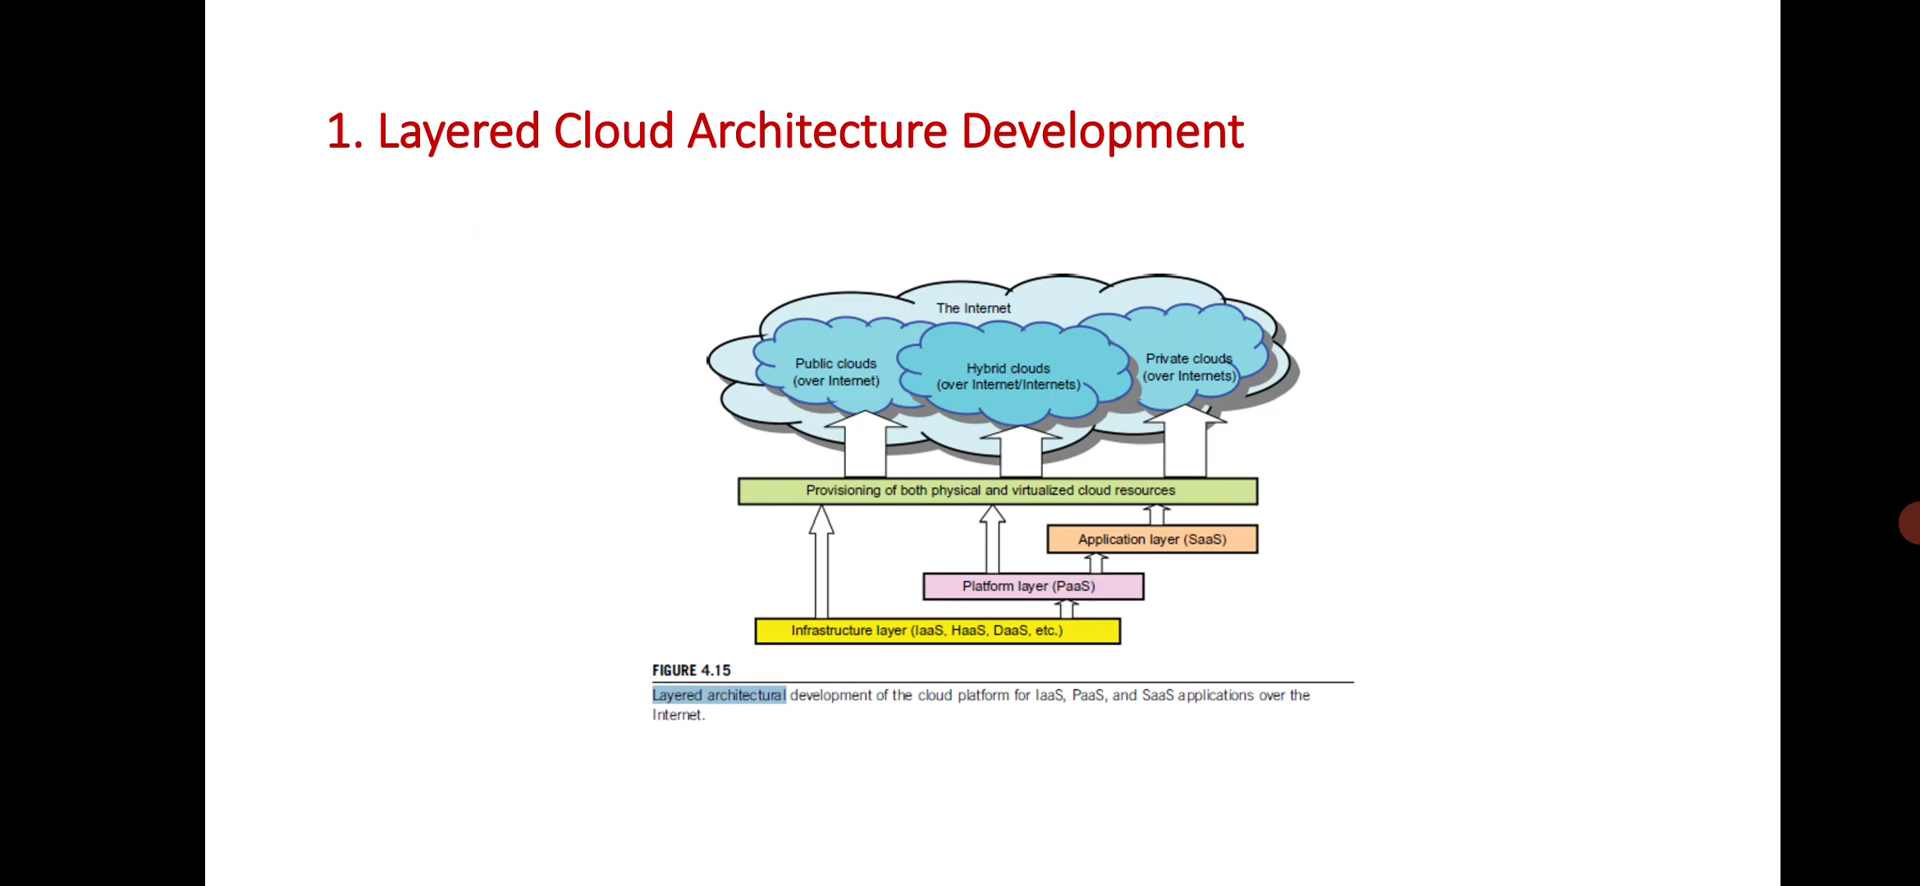 1. Layered Cloud Architecture Development
The Internet
Public clouds
(over Internet)
Hybrid clouds
(over Internet/Internets)
Private clouds
(over Internets)
Provisioning of both physical and virtualized cloud resources
Application layer (SaaS)
Platform layer (PaaS)
Infrastructure layer (IaaS, HaaS, DaaS, etc.)
FIGURE 4.15
Layered architectural development of the cloud platform for IaaS, PaaS, and SaaS applications over the
Internet.